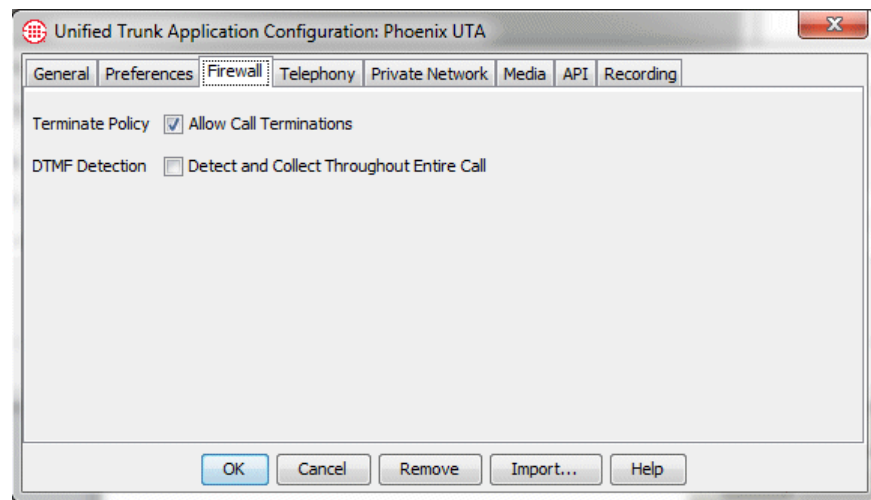 Unified Trunk Application Configuration: Phoenix UTA
General Preferences Firewall Telephony Private Network Media API Recording
Terminate Policy Allow Call Terminations
DTMF Detection Detect and Collect Throughout Entire Call
OK Cancel Remove Import... Help